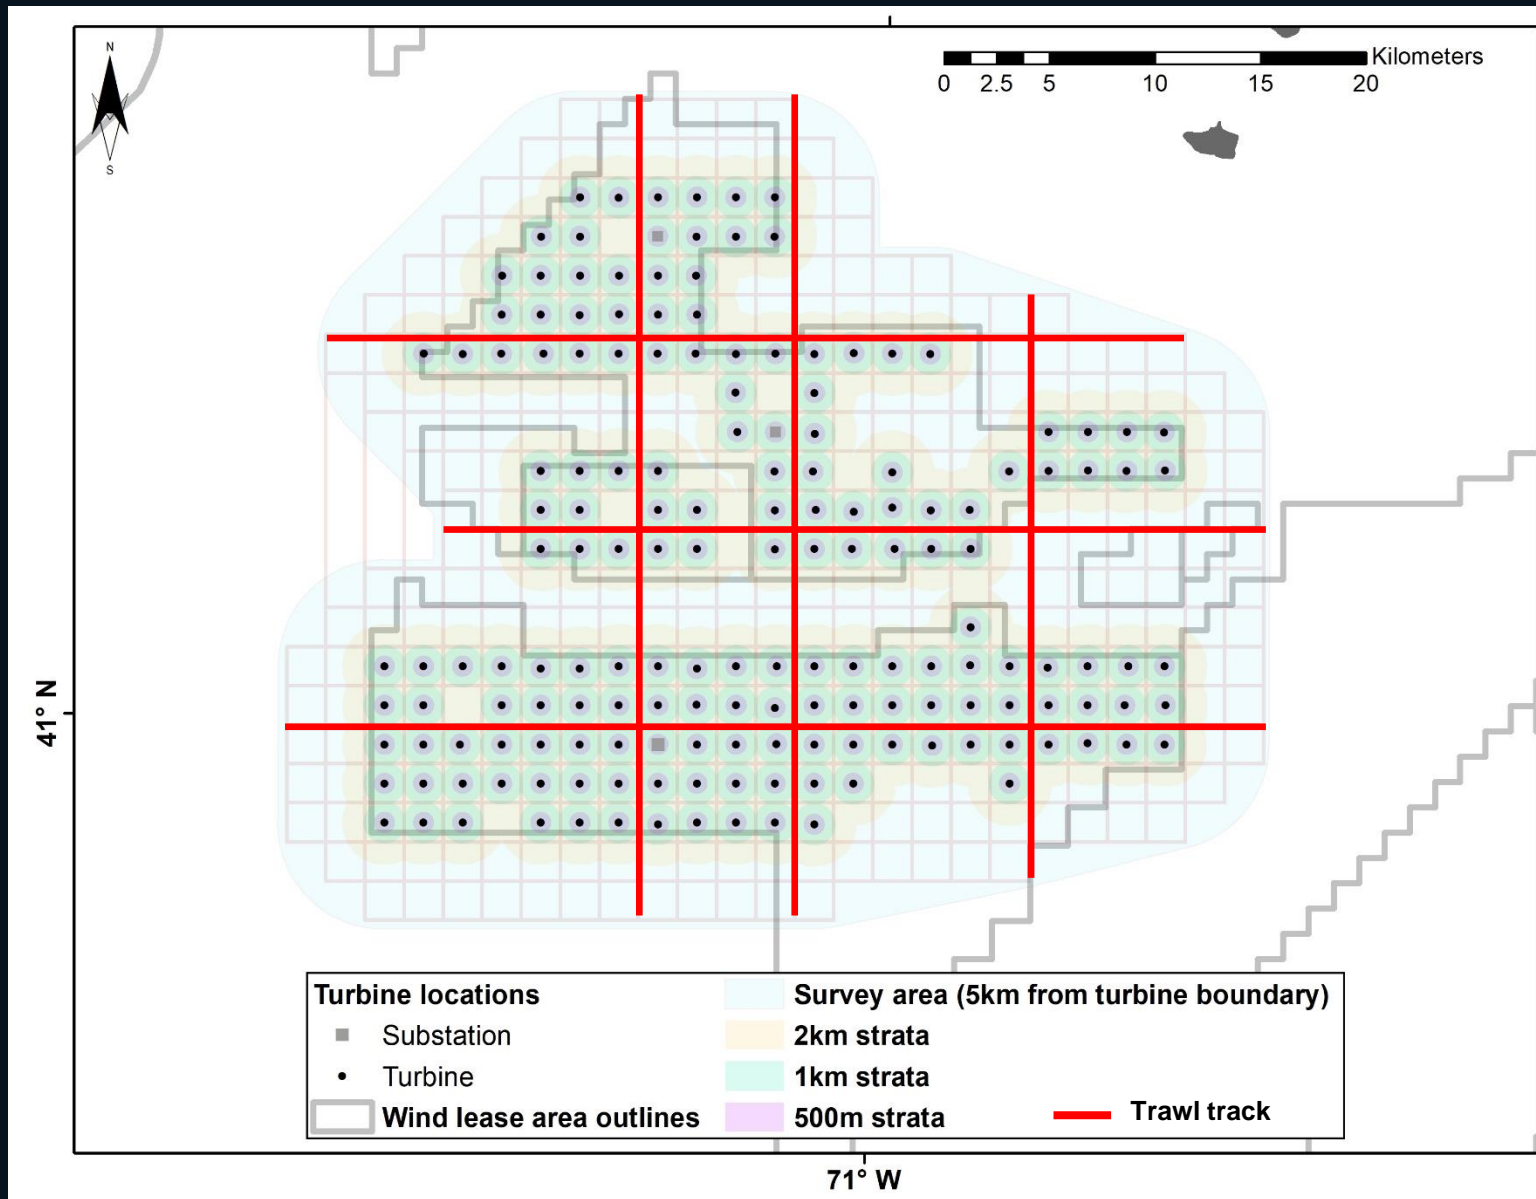 N
S
Kilometers
0 2.5 5 10 15 20
41° N
Turbine locations
Substation
Turbine
Wind lease area outlines
Survey area (5km from turbine boundary)
2km strata
1km strata
500m strata
Trawl track
71° W